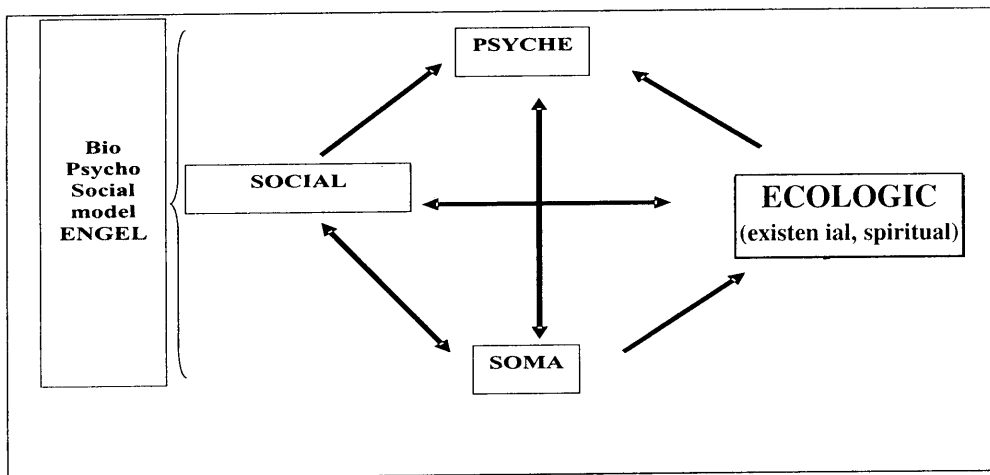 PSYCHE
Bio
Psycho
Social
model
ENGEL
SOCIAL
ECOLOGIC
(existen ial, spiritual)
SOMA